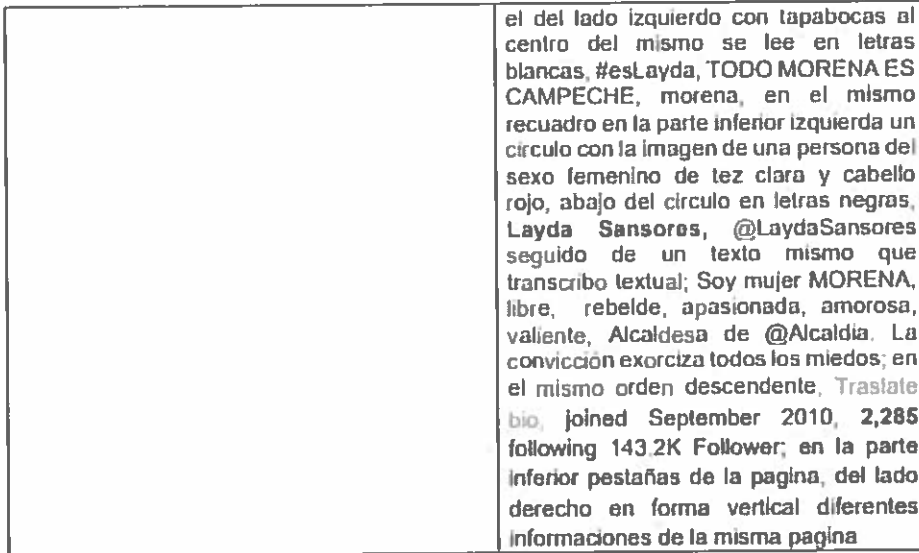 el del lado izquierdo con tapabocas al
centro del mismo se lee en letras
blancas, #esLayda, TODO MORENA ES
CAMPECHE, morena, en el mismo
recuadro en la parte inferior izquierda un
circulo con la imagen de una persona del
sexo femenino de tez clara y cabello
rojo, abajo del circulo en letras negras,
Layda Sansores, @LaydaSansores
seguido de un texto mismo que
transcribo textual; Soy mujer MORENA,
libre, rebelde, apasionada, amorosa,
valiente, Alcaldesa de @Alcaldia. La
convicción exorciza todos los miedos; en
el mismo orden descendente, Traslate
bio, joined September 2010, 2,285
following 143.2K Follower; en la parte
inferior pestañas de la pagina, del lado
derecho en forma vertical diferentes
informaciones de la misma pagina